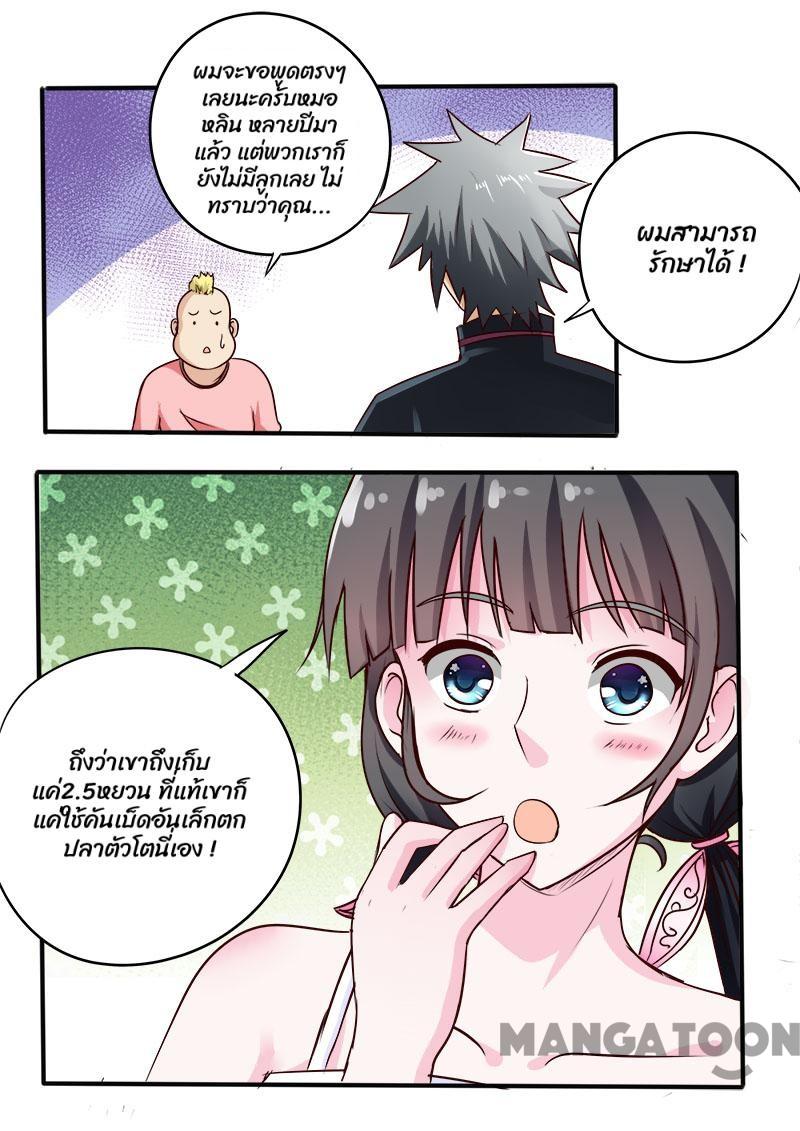 ผมจะขอพูดตรงๆ
เลยนะครับหมอ
หลิน หลายปีมา
แล้ว แต่พวกเราก็
ยังไม่มีลูกเลย ไม่
ทราบว่าคุณ...
ผมสามารถ
รักษาได้ !
ถึงว่าเขาถึงเก็บ
แค่2.5หยวน ที่แท้เขาก็
แค่ใช้คันเบ็ดอันเล็กตก
ปลาตัวโตนี่เอง !
MANGATOON